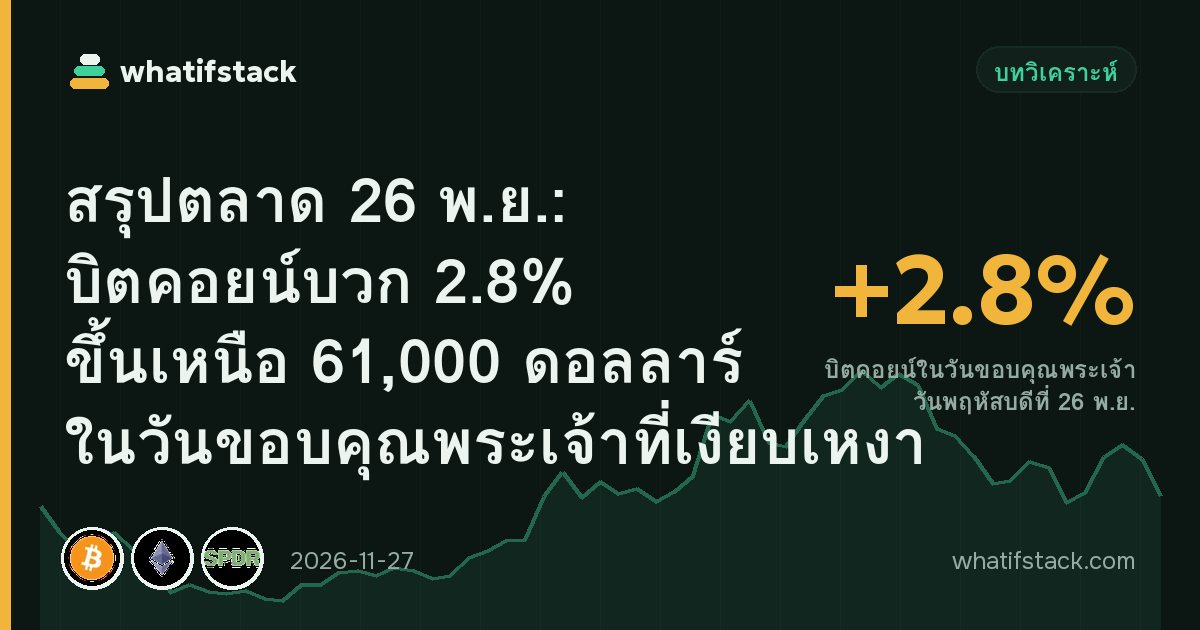 whatifstack
บทวิเคราะห์
สรุปตลาด 26 พ.ย.:
บิตคอยน์บวก 2.8%
ขึ้นเหนือ 61,000 ดอลลาร์
ในวันขอบคุณพระเจ้าที่เงียบเหงา
+2.8%
บิตคอยน์ในวันขอบคุณพระเจ้า
วันพฤหัสบดีที่ 26 พ.ย.
SPDR
2026-11-27
whatifstack.com